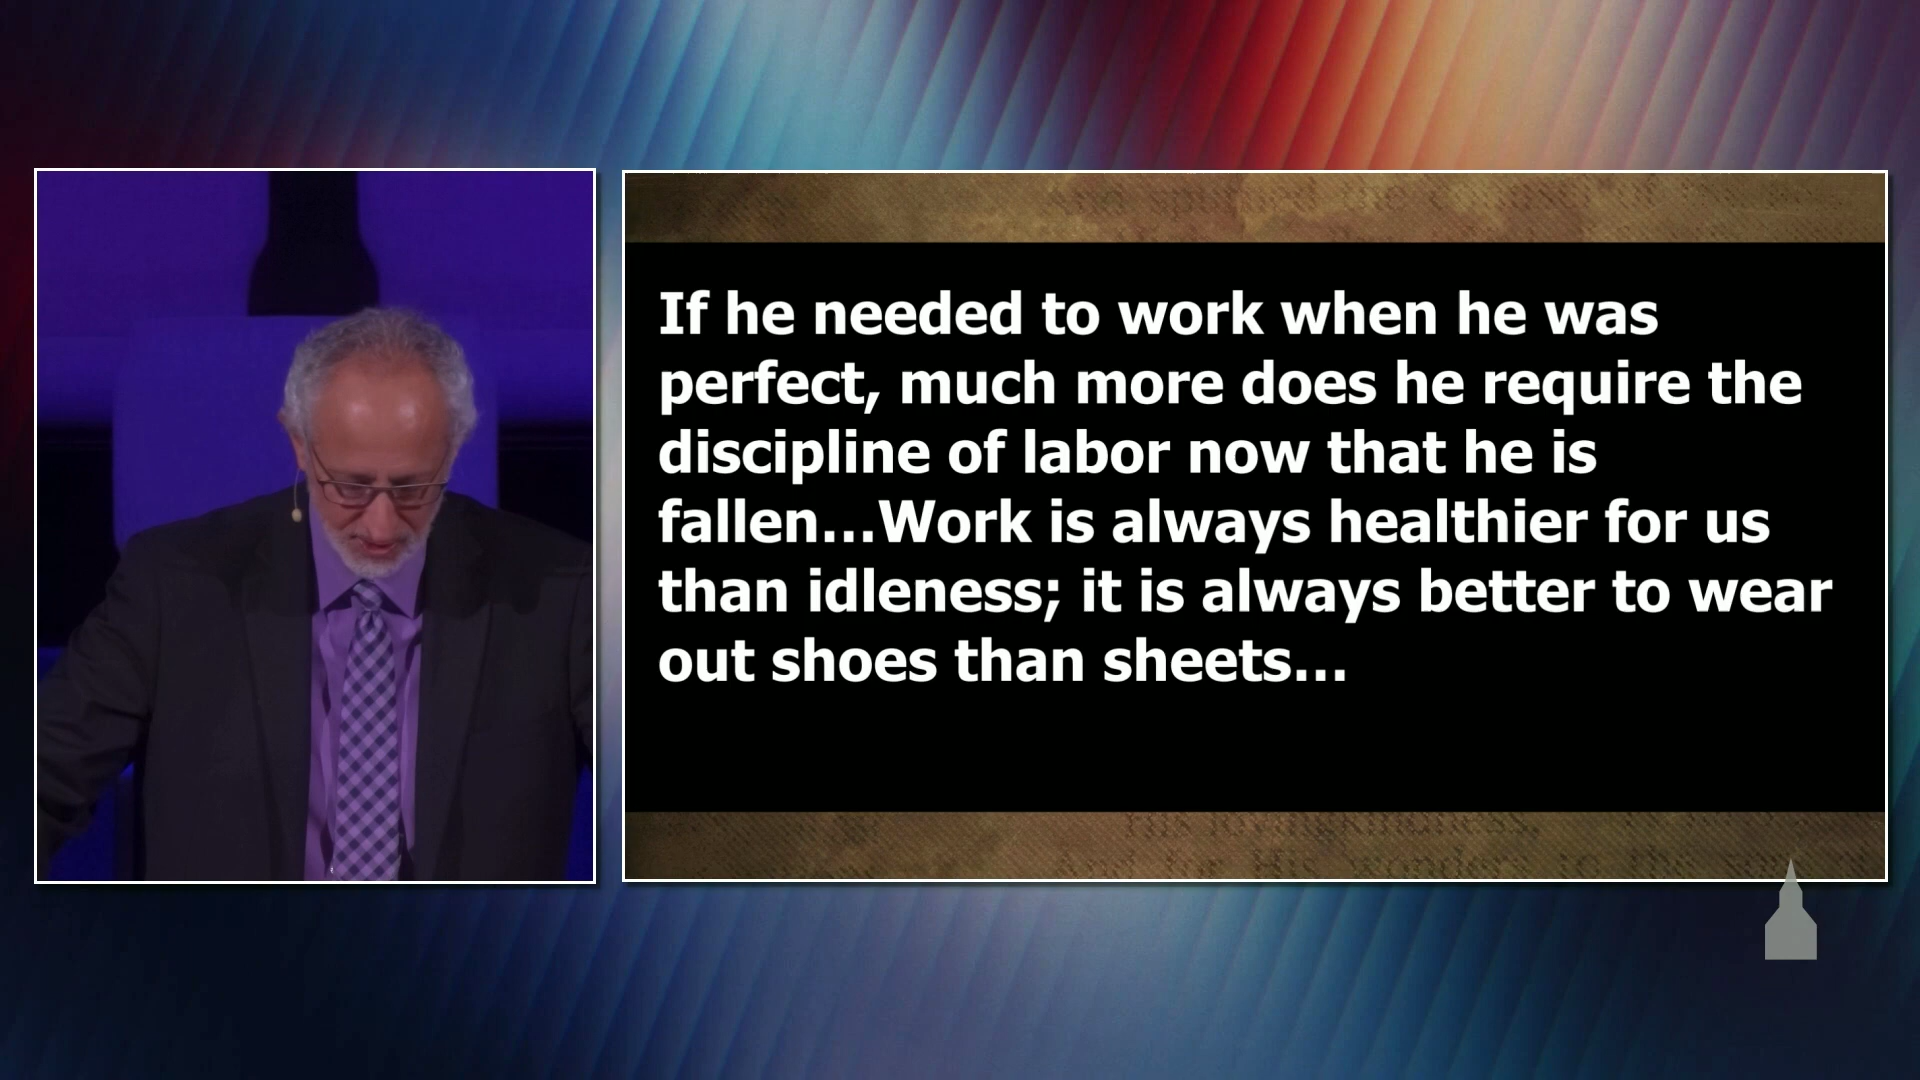 If he needed to work when he was
perfect, much more does he require the
discipline of labor now that he is
fallen...Work is always healthier for us
than idleness; it is always better to wear
out shoes than sheets...